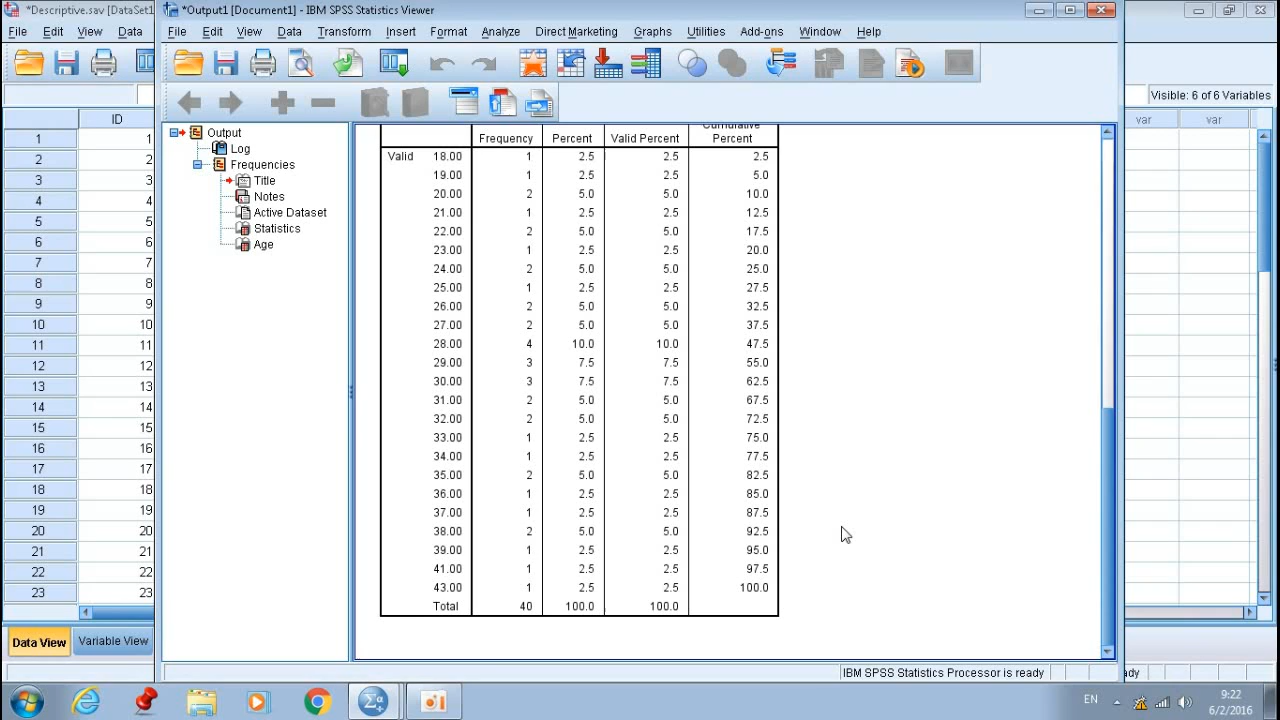 *Descriptive.sav [DataSet1
*Output1 [Document1] - IBM SPSS Statistics Viewer
File Edit View Data
File Edit View Data Transform Insert Format Analyze Direct Marketing Graphs Utilities Add-ons Window Help
Visible: 6 of 6 Variables
ID
var var
1 1
2 2
3 3
4 4
5 5
6 6
7 7
8 8
9 9
10 10
11 11
12 12
13 13
14 14
15 15
16 16
17 17
18 18
19 19
20 20
21 21
22 22
23 23
Output
Log
Frequencies
Title
Notes
Active Dataset
Statistics
Age
Cumulative
Frequency Percent Valid Percent Percent
Valid 18.00 1 2.5 2.5 2.5
19.00 1 2.5 2.5 5.0
20.00 2 5.0 5.0 10.0
21.00 1 2.5 2.5 12.5
22.00 2 5.0 5.0 17.5
23.00 1 2.5 2.5 20.0
24.00 2 5.0 5.0 25.0
25.00 1 2.5 2.5 27.5
26.00 2 5.0 5.0 32.5
27.00 2 5.0 5.0 37.5
28.00 4 10.0 10.0 47.5
29.00 3 7.5 7.5 55.0
30.00 3 7.5 7.5 62.5
31.00 2 5.0 5.0 67.5
32.00 2 5.0 5.0 72.5
33.00 1 2.5 2.5 75.0
34.00 1 2.5 2.5 77.5
35.00 2 5.0 5.0 82.5
36.00 1 2.5 2.5 85.0
37.00 1 2.5 2.5 87.5
38.00 2 5.0 5.0 92.5
39.00 1 2.5 2.5 95.0
41.00 1 2.5 2.5 97.5
43.00 1 2.5 2.5 100.0
Total 40 100.0 100.0
Data View Variable View
IBM SPSS Statistics Processor is ready
ady
EN
9:22
6/2/2016